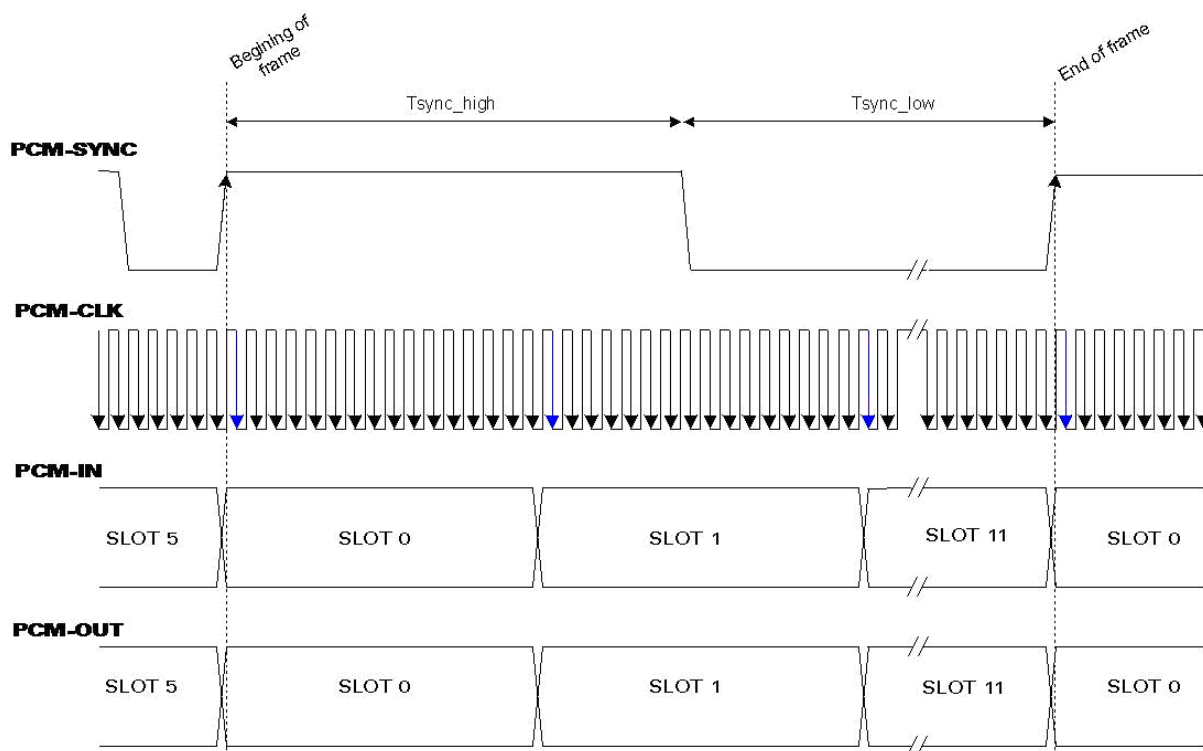 Begining of
frame
End of frame
Tsync_high
Tsync_low
PCM-SYNC
PCM-CLK
PCM-IN
SLOT 5
SLOT 0
SLOT 1
SLOT 11
SLOT 0
PCM-OUT
SLOT 5
SLOT 0
SLOT 1
SLOT 11
SLOT 0